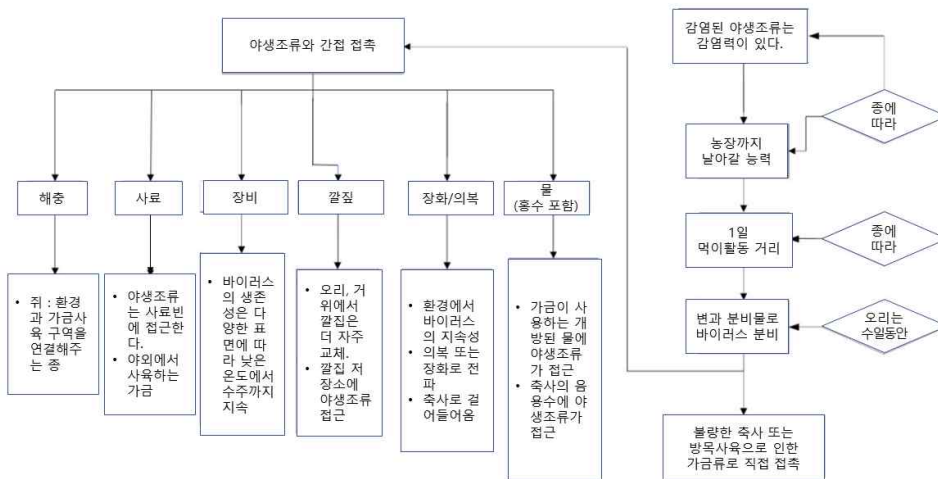 야생조류와 간접 접촉
해충
사료
장비
깔짚
장화/의복
물
(홍수 포함)
• 쥐 : 환경
과 가금사
육 구역을
연결해주
는 종
• 야생조류
는 사료빈
에 접근한
다.
• 야외에서
사육하는
가금
• 바이러스
의 생존
성은 다
양한 표
면에 따
라 낮은
온도에서
수주까지
지속
• 오리, 거
위에서
깔집은
더 자주
교체.
• 깔집 저
장소에
야생조류
접근
• 환경에서
바이러스
의 지속성
• 의복 또는
장화로 전
파
• 축사로 걸
어들어옴
• 가금이 사
용하는 개
방된 물에
야생조류
가 접근
• 축사의 음
용수에 야
생조류가
접근
감염된 야생조류는
감염력이 있다.
종에
따라
농장까지
날아갈 능력
1일
먹이활동 거리
종에
따라
변과 분비물로
바이러스 분비
오리는
수일동안
불량한 축사 또는
방목사육으로 인한
가금류로 직접 접촉